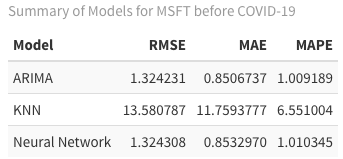 Summary of Models for MSFT before COVID-19
Model RMSE MAE MAPE
ARIMA 1.324231 0.8506737 1.009189
KNN 13.580787 11.7593777 6.551004
Neural Network 1.324308 0.8532970 1.010345